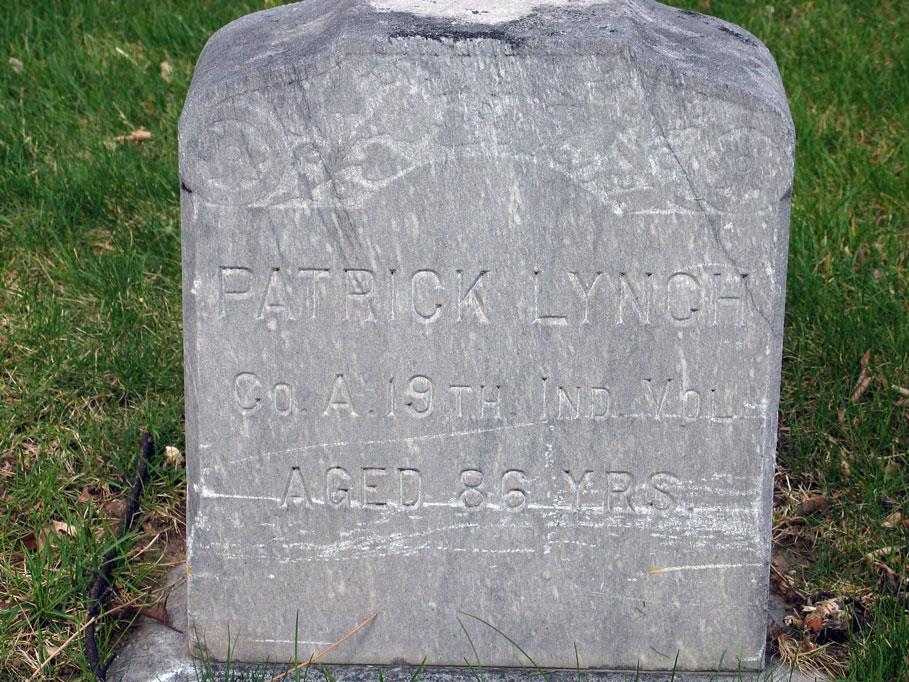 PATRICK LYNCH
CO. A. 19TH. IND. VOL.
AGED 86 YRS.